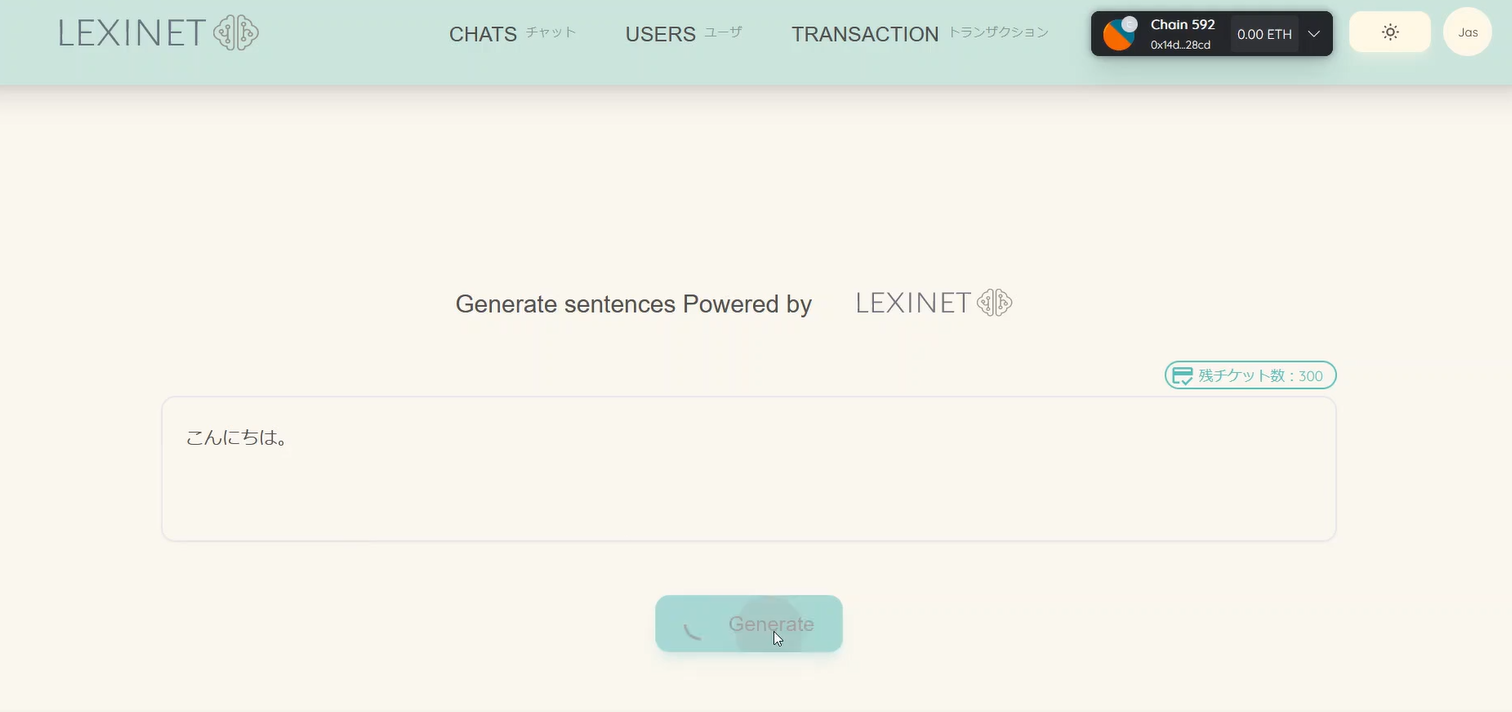 LEXINET
CHATS チャット
USERS ユーザ
TRANSACTION トランザクション
Chain 592
0x14d...28cd
0.00 ETH
Jas
Generate sentences Powered by LEXINET
残チケット数：300
こんにちは。
Generate